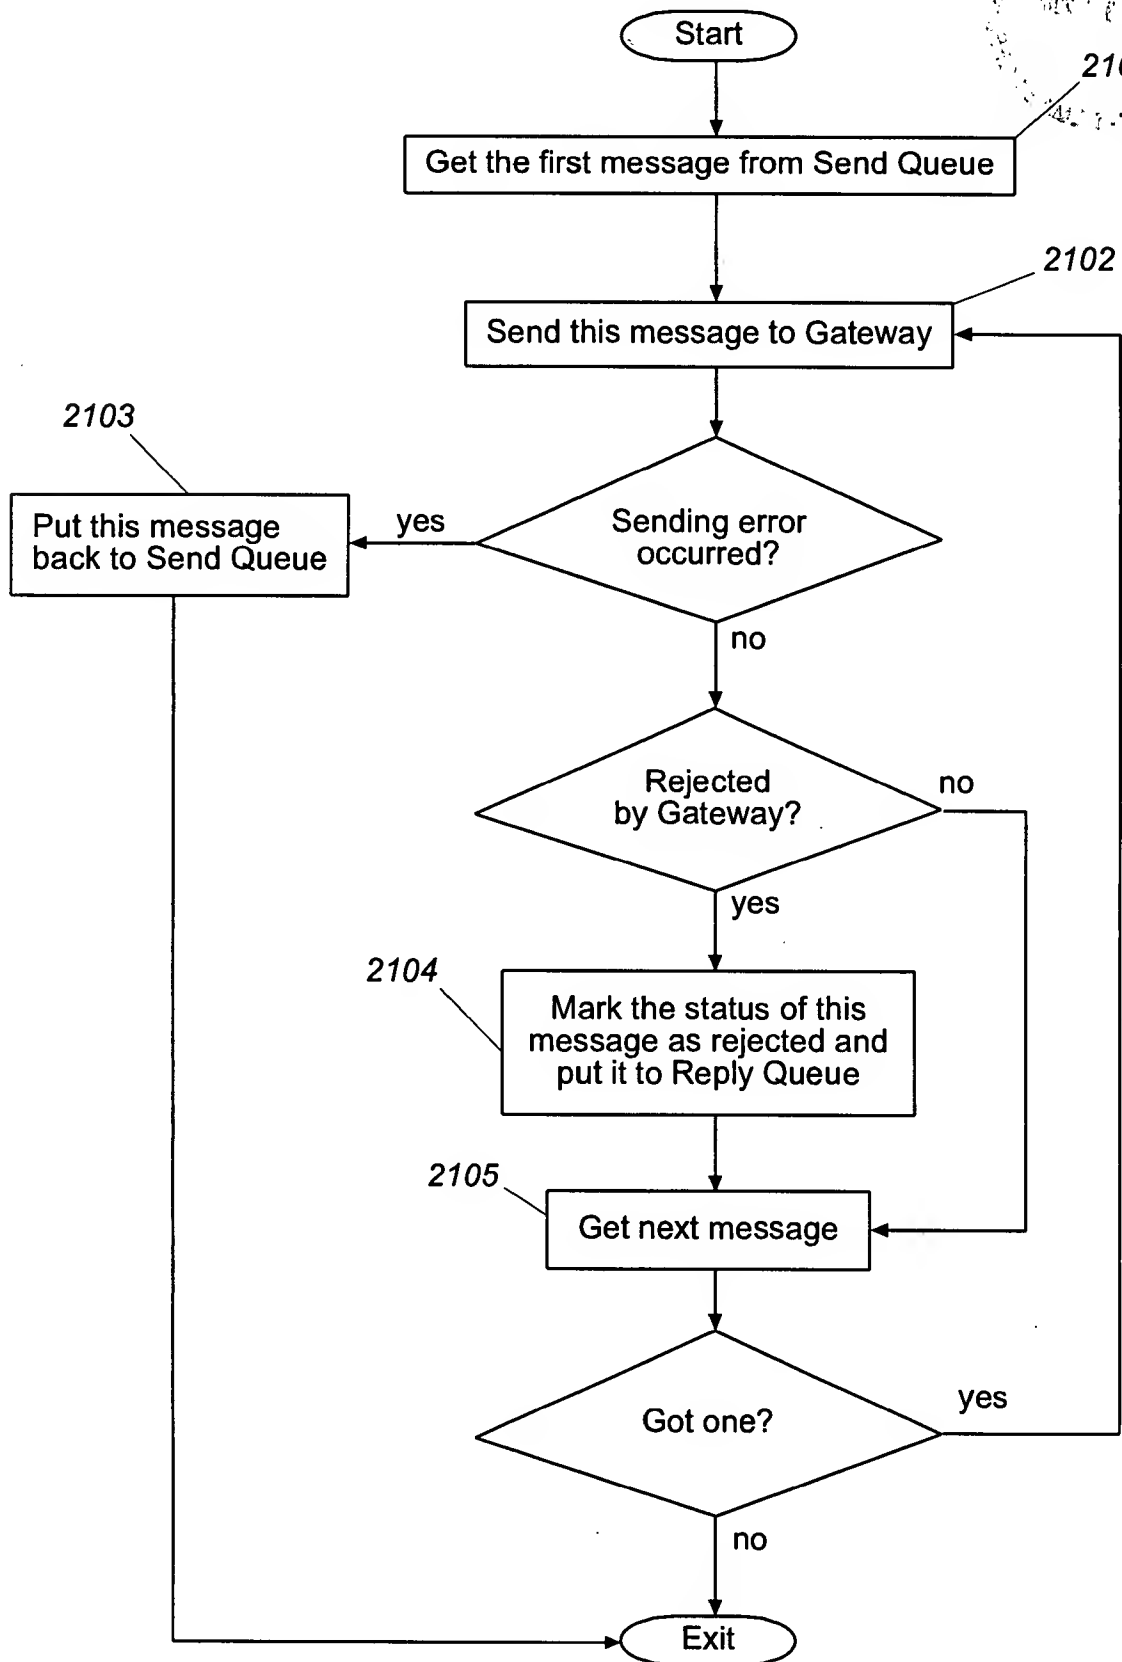 Start
Get the first message from Send Queue
2102
Send this message to Gateway
2103
Put this message
back to Send Queue
yes
Sending error
occurred?
no
Rejected
by Gateway?
no
yes
2104
Mark the status of this
message as rejected and
put it to Reply Queue
2105
Get next message
Got one?
yes
no
Exit